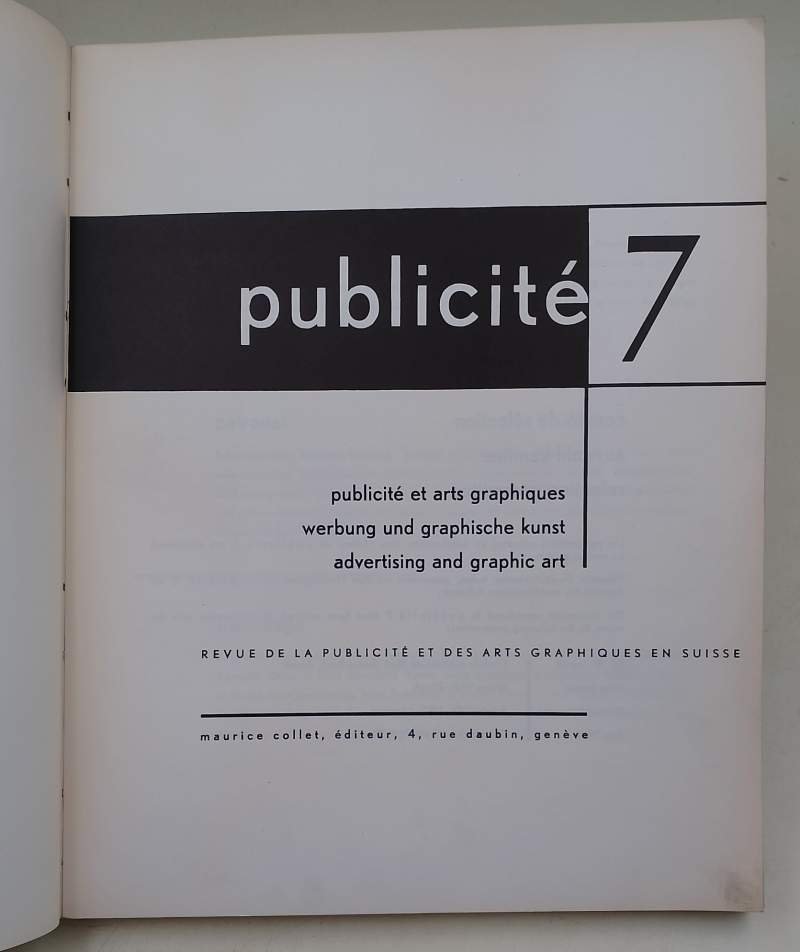 publicité 7
publicité et arts graphiques
werbung und graphische kunst
advertising and graphic art
REVUE DE LA PUBLICITÉ ET DES ARTS GRAPHIQUES EN SUISSE
maurice collet, éditeur, 4, rue daubin, genève